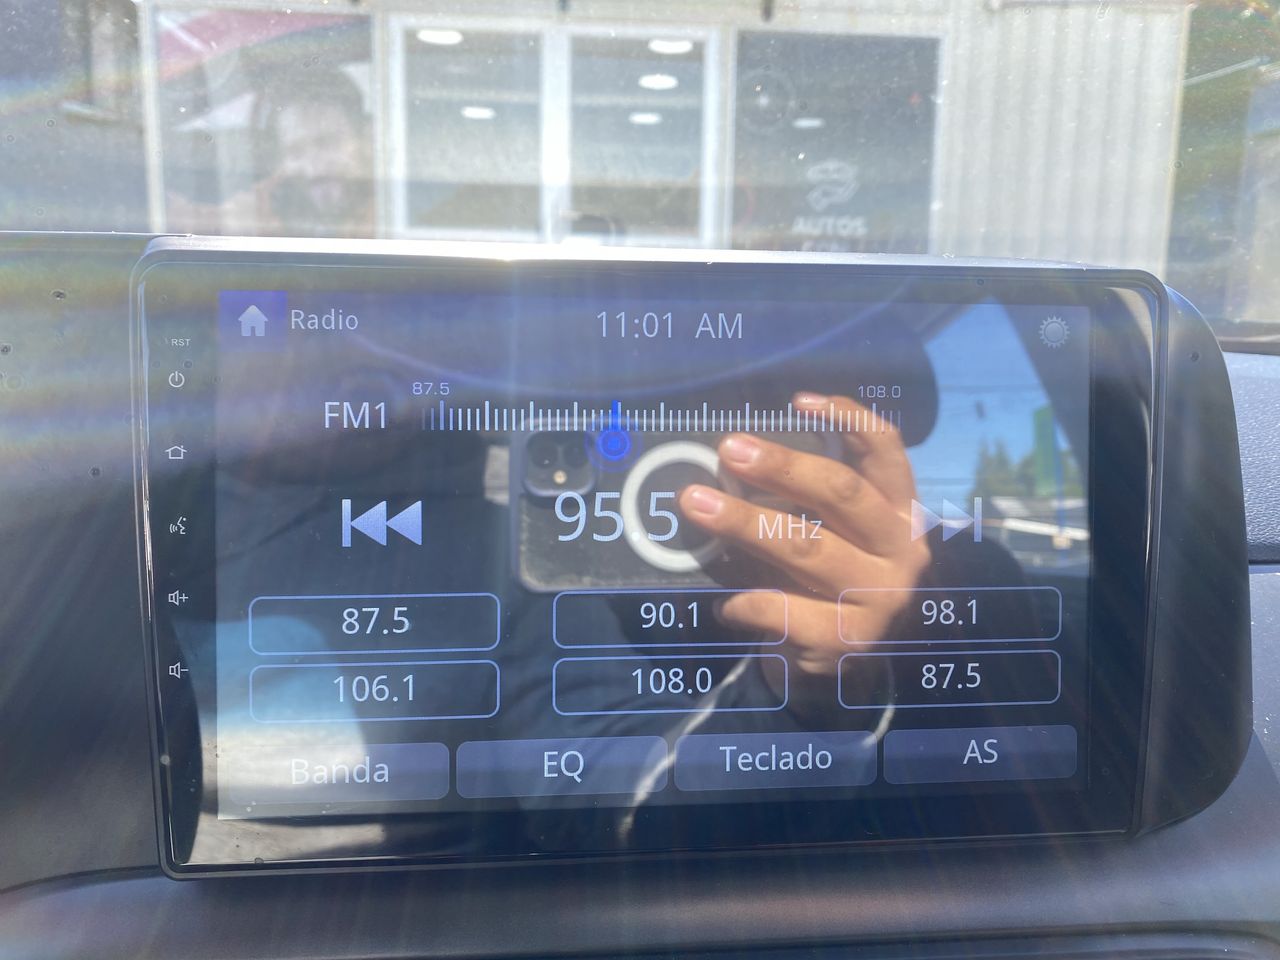 AUTOS
RST
Radio
11:01 AM
87.5
108.0
FM1
95.5 MHz
87.5
90.1
98.1
106.1
108.0
87.5
Banda
EQ
Teclado
AS